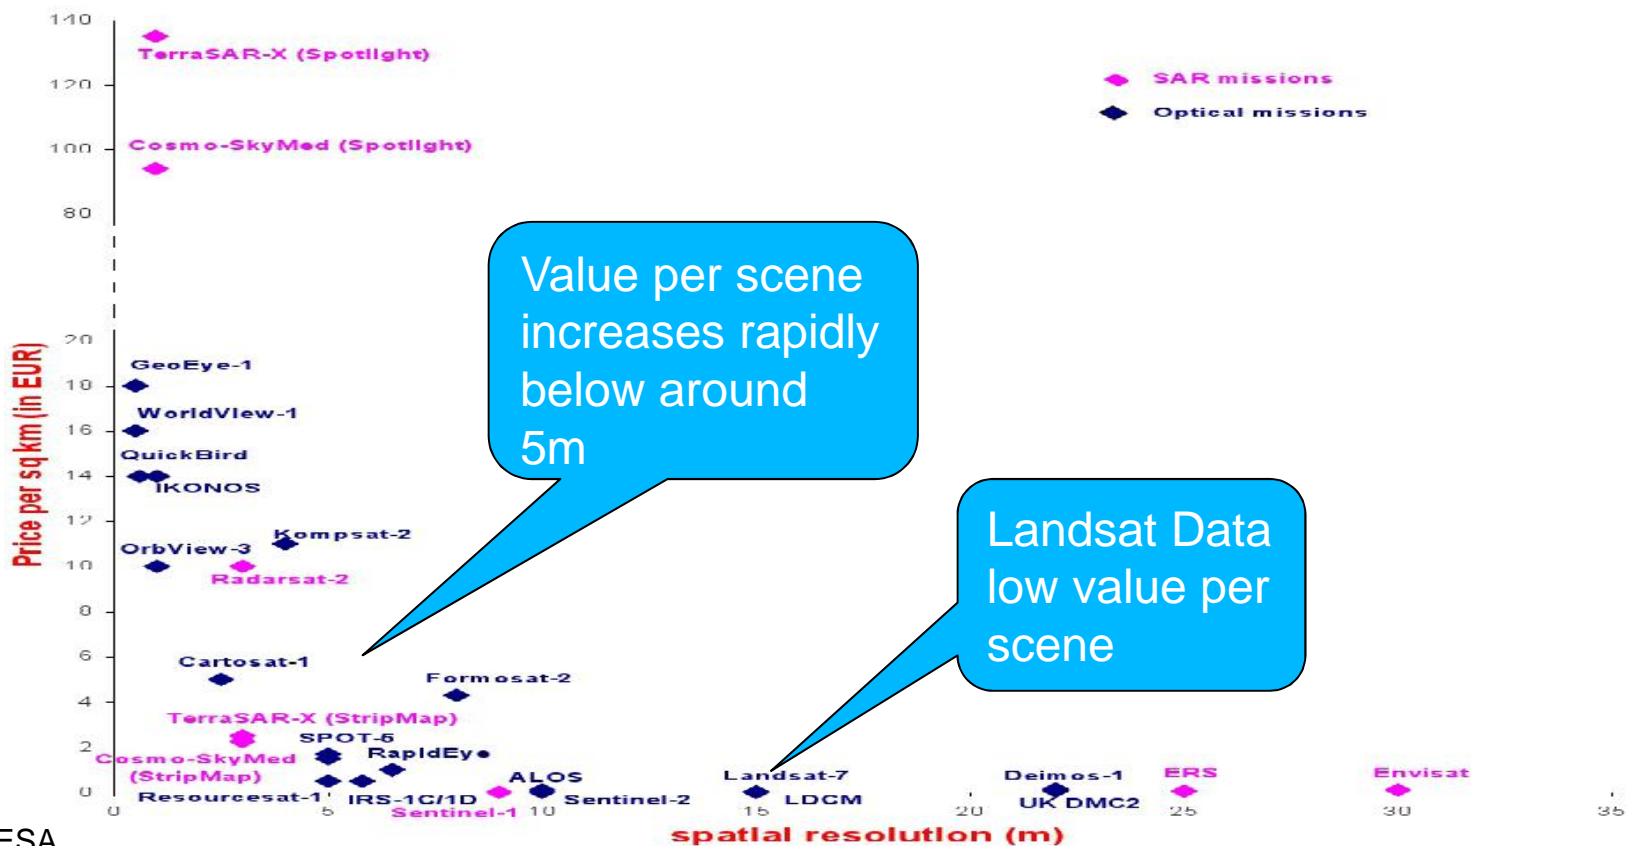 140
TerraSAR-X (Spotlight)
SAR missions
120
Optical missions
100
Cosmo-SkyMed (Spotlight)
80
Value per scene
increases rapidly
below around
5m
20
GeoEye-1
18
WorldView-1
16
QuickBird
14
IKONOS
12
Kompsat-2
OrbView-3
10
Radarsat-2
8
6
Cartosat-1
Formosat-2
4
TerraSAR-X (StripMap)
SPOT-5
2
Cosmo-SkyMed
(StripMap)
RapidEye
Landsat Data
low value per
scene
ALOS
Landsat-7
Deimos-1
ERS
Envisat
0
Resourcesat-1
IRS-1C/1D
Sentinel-2
LDCM
UK DMC2
Sentinel-1
0 5 10 15 20 25 30 35
Price per sq km (in EUR)
spatial resolution (m)
ESA